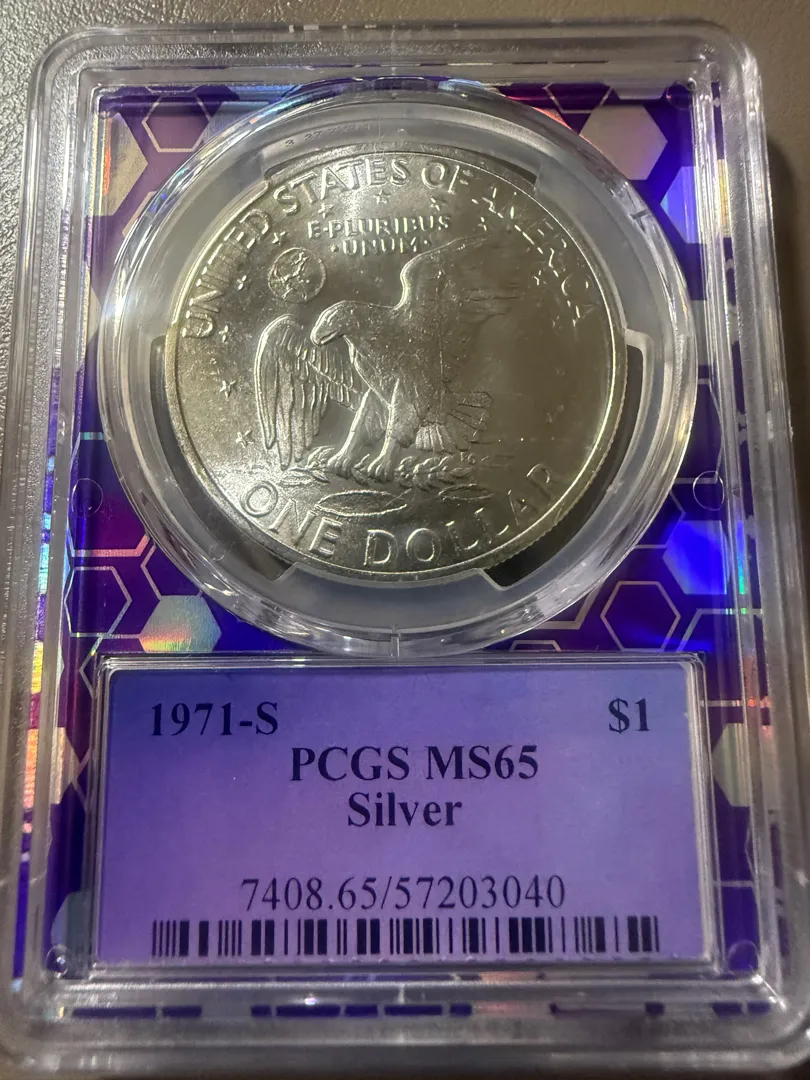 UNITED STATES OF AMERICA
E·PLURIBUS
·UNUM·
ONE DOLLAR
1971-S $1
PCGS MS65
Silver
7408.65/57203040